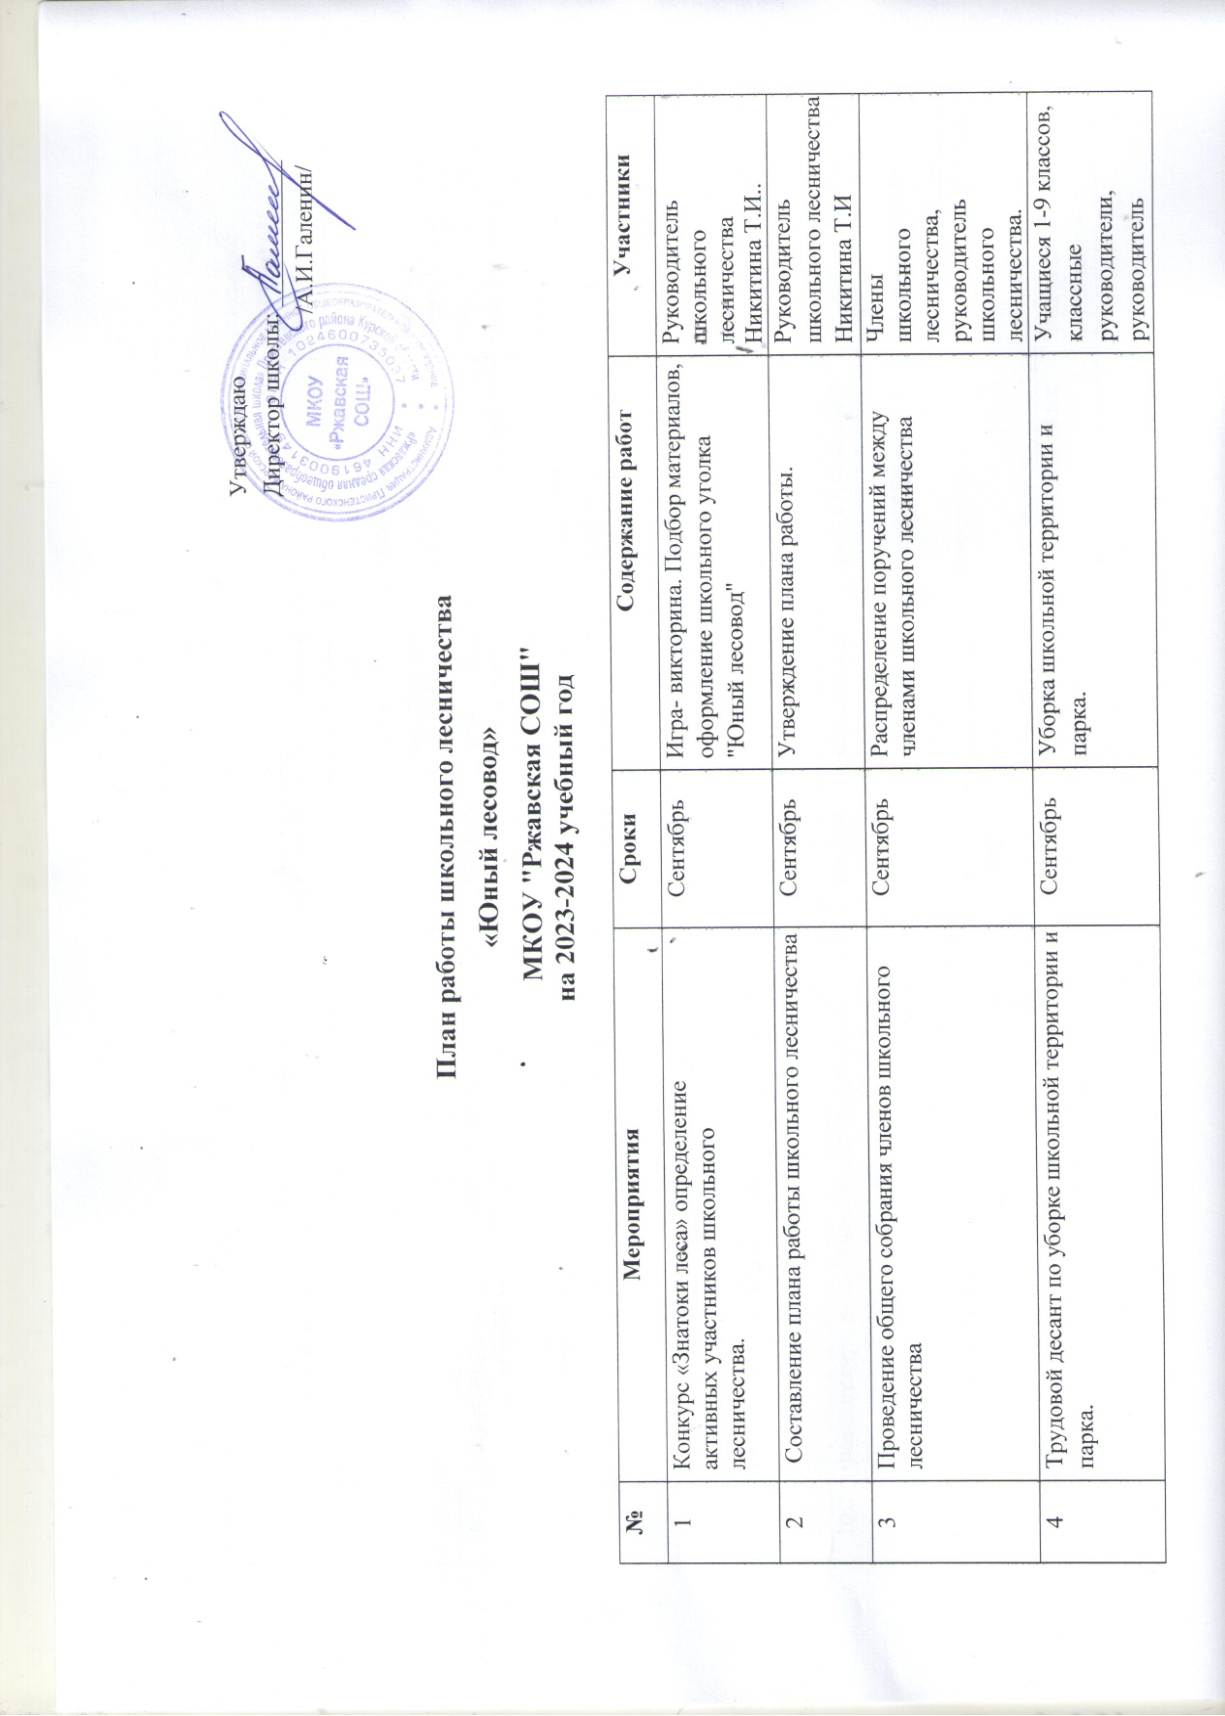 Утверждаю
Директор школы:
/А.И.Галенин/
МКОУ
«Ржавская
СОШ»
План работы школьного лесничества
«Юный лесовод»
МКОУ "Ржавская СОШ"
на 2023-2024 учебный год
№ Мероприятия Сроки Содержание работ Участники
1 Конкурс «Знатоки леса» определение
активных участников школьного
лесничества.
Сентябрь
Игра- викторина. Подбор материалов,
оформление школьного уголка
"Юный лесовод"
Руководитель
школьного
лесничества
Никитина Т.И..
2 Составление плана работы школьного лесничества
Сентябрь
Утверждение плана работы.
Руководитель
школьного лесничества
Никитина Т.И
3 Проведение общего собрания членов школьного
лесничества
Сентябрь
Распределение поручений между
членами школьного лесничества
Члены
школьного
лесничества,
руководитель
школьного
лесничества.
4 Трудовой десант по уборке школьной территории и
парка.
Сентябрь
Уборка школьной территории и
парка.
Учащиеся 1-9 классов,
классные
руководители,
руководитель